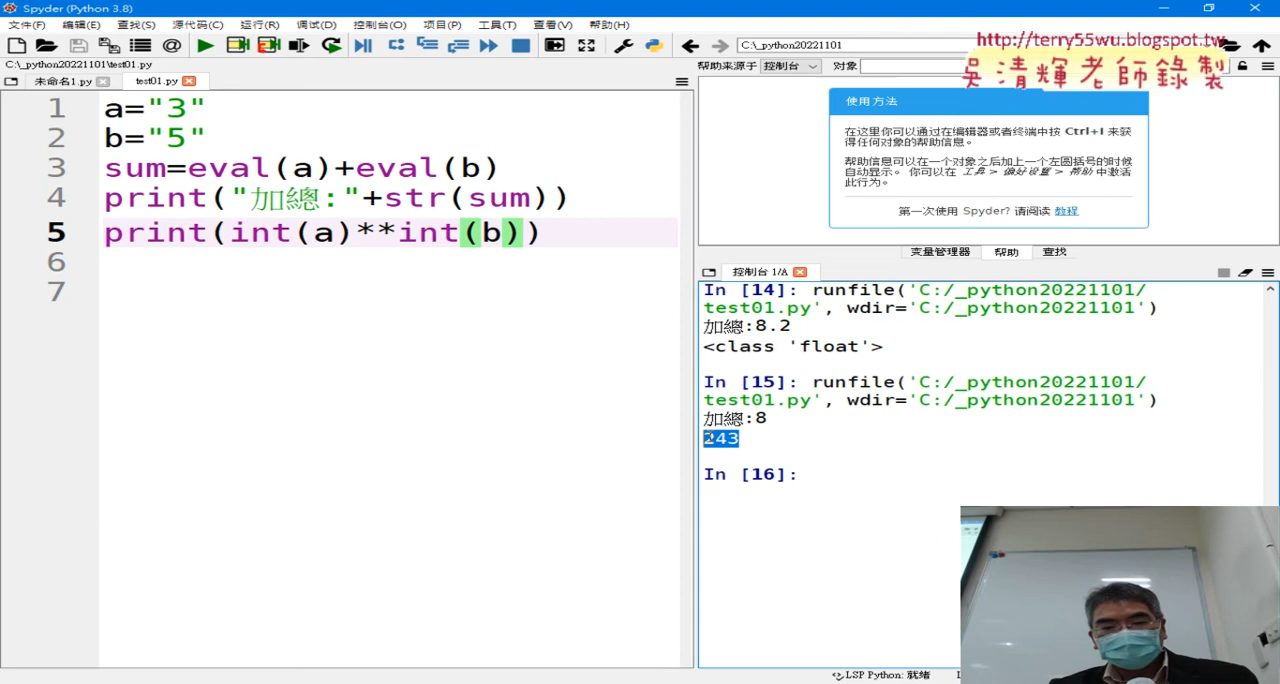 Spyder (Python 3.8)
文件(F) 编辑(E) 查找(S) 源代码(C) 运行(R) 调试(D) 控制台(O) 项目(P) 工具(T) 查看(V) 帮助(H)
C:\_python20221101
http://terry55wu.blogspot.tw
吳清輝老師錄製
C:\_python20221101\test01.py
帮助来源于 控制台 对象
未命名1.py test01.py
1 a="3"
2 b="5"
3 sum=eval(a)+eval(b)
4 print("加總:"+str(sum))
5 print(int(a)**int(b))
6
7
使用方法
在这里你可以通过在编辑器或者终端中按 Ctrl+I 来获
得任何对象的帮助信息。
帮助信息可以在一个对象之后加上一个左圆括号的时候
自动显示。 你可以在 工具 > 偏好设置 > 帮助 中激活
此行为。
第一次使用 Spyder? 请阅读 教程
变量管理器 帮助 查找
控制台 1/A
In [14]: runfile('C:/_python20221101/
test01.py', wdir='C:/_python20221101')
加總:8.2
<class 'float'>
In [15]: runfile('C:/_python20221101/
test01.py', wdir='C:/_python20221101')
加總:8
243
In [16]:
LSP Python: 就绪